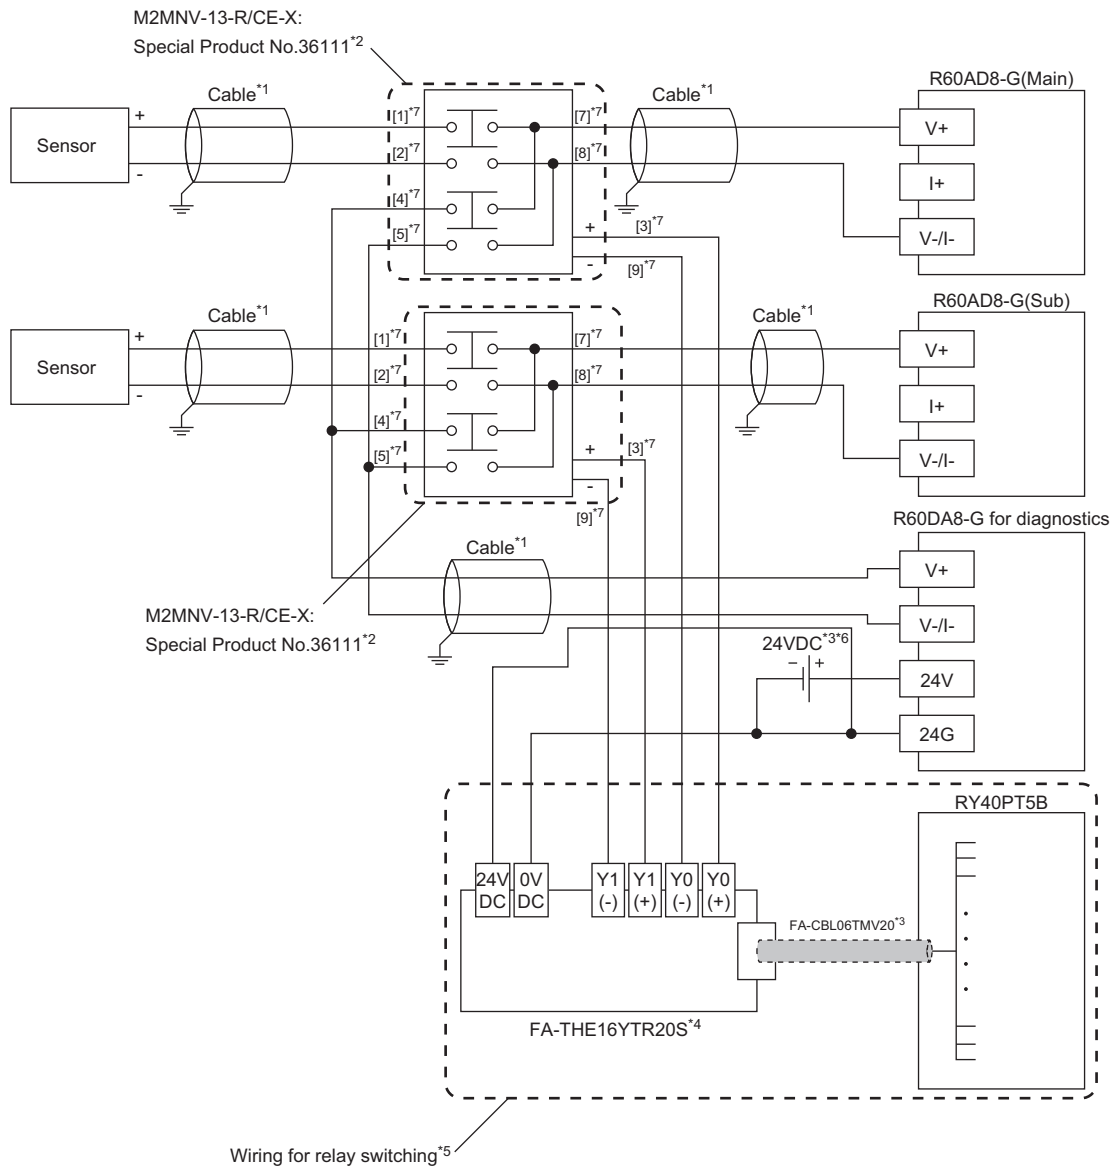 M2MNV-13-R/CE-X:
Special Product No.36111*2
R60AD8-G(Main)
Cable*1
Cable*1
Sensor
+
-
[1]*7
[2]*7
[4]*7
[5]*7
[7]*7
[8]*7
+
-
[3]*7
[9]*7
V+
I+
V-/I-
R60AD8-G(Sub)
Cable*1
Cable*1
Sensor
+
-
[1]*7
[2]*7
[4]*7
[5]*7
[7]*7
[8]*7
+
-
[3]*7
[9]*7
V+
I+
V-/I-
R60DA8-G for diagnostics
Cable*1
V+
V-/I-
24V
24G
M2MNV-13-R/CE-X:
Special Product No.36111*2
24VDC*3*6
− +
RY40PT5B
24V
DC
0V
DC
Y1
(-)
Y1
(+)
Y0
(-)
Y0
(+)
FA-CBL06TMV20*3
FA-THE16YTR20S*4
Wiring for relay switching*5